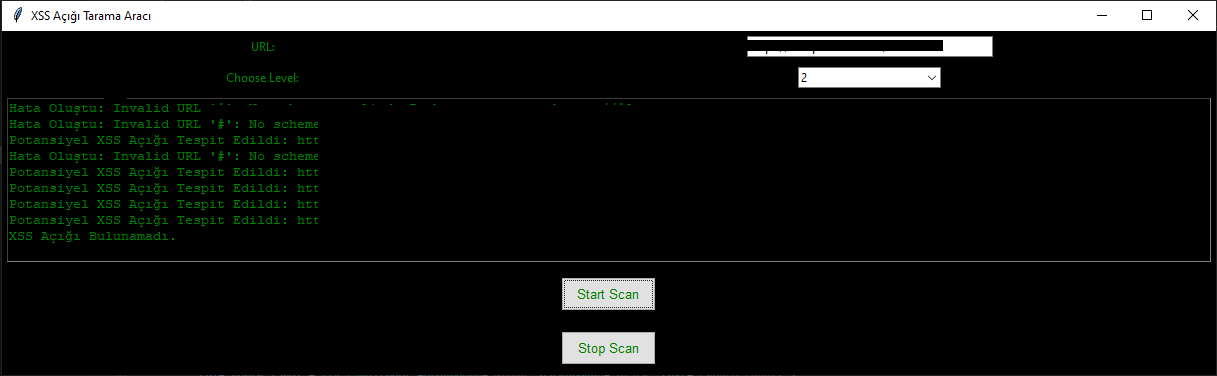 XSS Açığı Tarama Aracı
URL:
Choose Level:
2
Hata Oluştu: Invalid URL
Hata Oluştu: Invalid URL '#': No scheme
Potansiyel XSS Açığı Tespit Edildi: htt
Hata Oluştu: Invalid URL '#': No scheme
Potansiyel XSS Açığı Tespit Edildi: htt
Potansiyel XSS Açığı Tespit Edildi: htt
Potansiyel XSS Açığı Tespit Edildi: htt
Potansiyel XSS Açığı Tespit Edildi: htt
XSS Açığı Bulunamadı.
Start Scan
Stop Scan